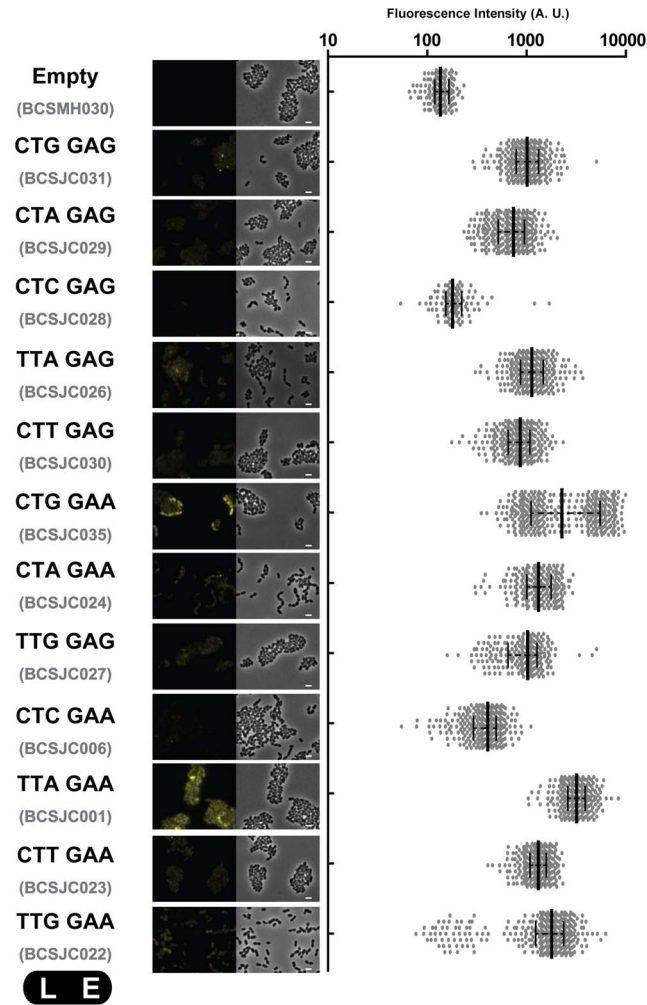 Fluorescence Intensity (A. U.)
10 100 1000 10000
Empty
(BCSMH030)
CTG GAG
(BCSJC031)
CTA GAG
(BCSJC029)
CTC GAG
(BCSJC028)
TTA GAG
(BCSJC026)
CTT GAG
(BCSJC030)
CTG GAA
(BCSJC035)
CTA GAA
(BCSJC024)
TTG GAG
(BCSJC027)
CTC GAA
(BCSJC006)
TTA GAA
(BCSJC001)
CTT GAA
(BCSJC023)
TTG GAA
(BCSJC022)
L E